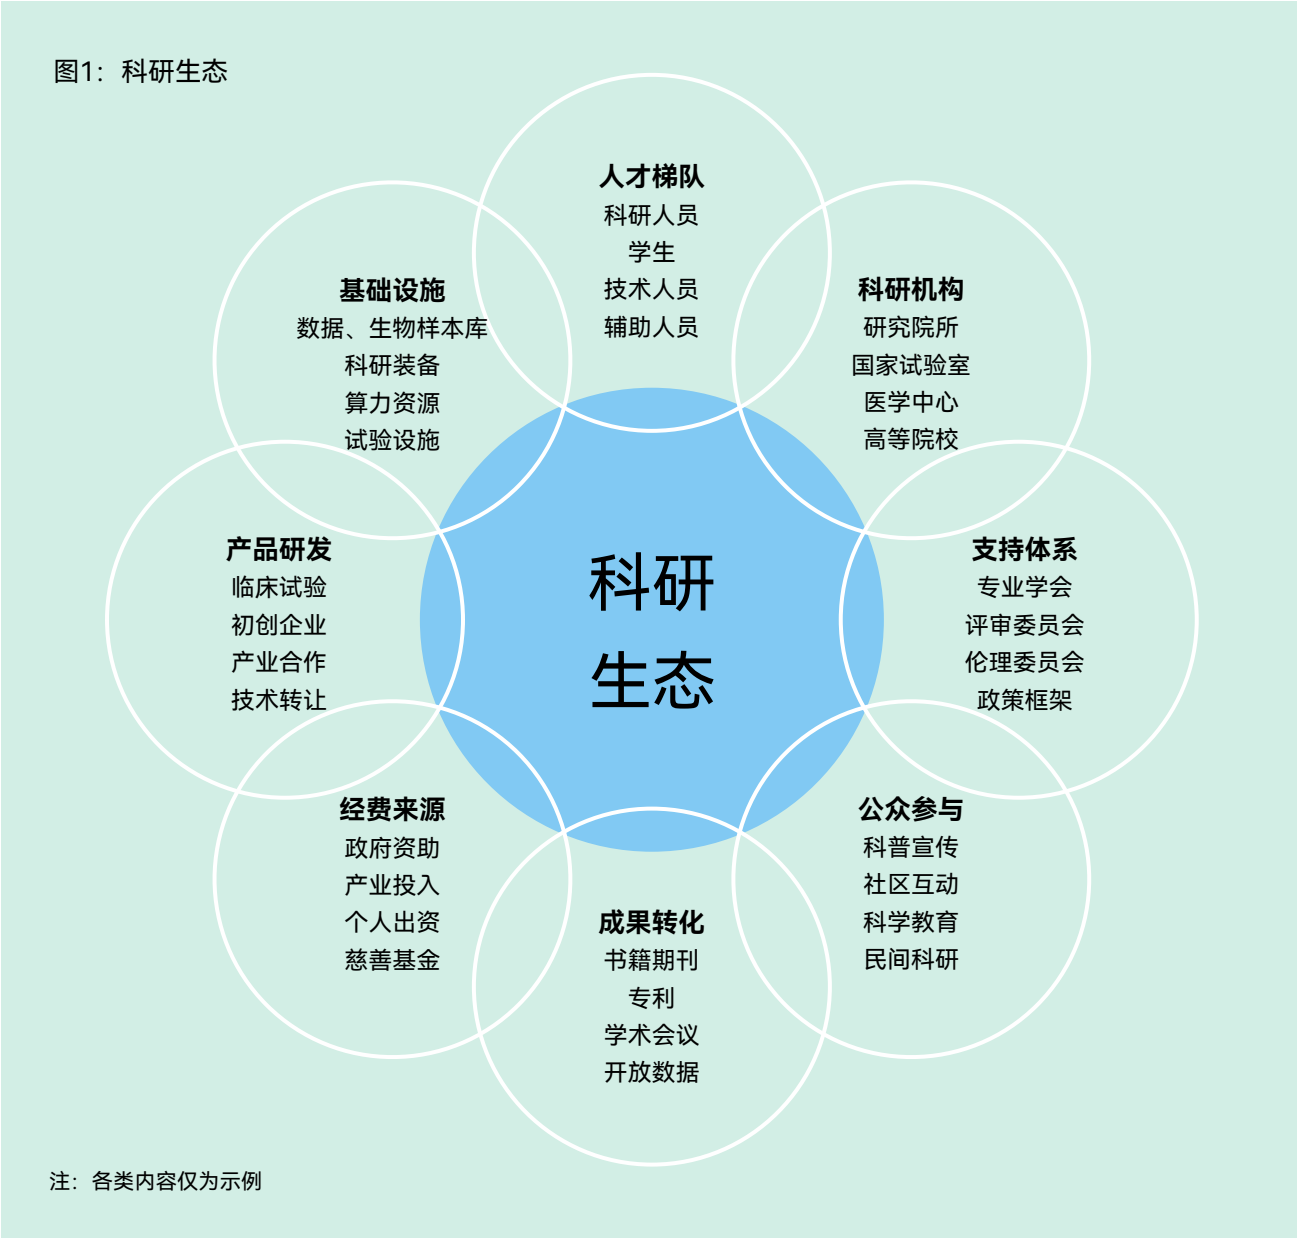 图1：科研生态
人才梯队
科研人员
学生
技术人员
辅助人员
科研机构
研究院所
国家试验室
医学中心
高等院校
支持体系
专业学会
评审委员会
伦理委员会
政策框架
公众参与
科普宣传
社区互动
科学教育
民间科研
成果转化
书籍期刊
专利
学术会议
开放数据
经费来源
政府资助
产业投入
个人出资
慈善基金
产品研发
临床试验
初创企业
产业合作
技术转让
基础设施
数据、生物样本库
科研装备
算力资源
试验设施
科研
生态
注：各类内容仅为示例